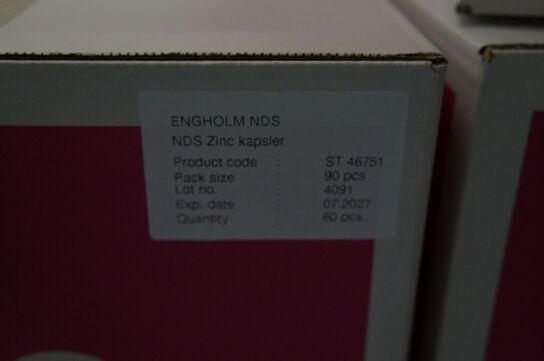 ENGHOLM NDS
NDS Zinc kapsler
Product code : ST 46751
Pack size : 90 pcs
Lot no. : 4091
Exp. date : 07.2027
Quantity : 60 pcs.